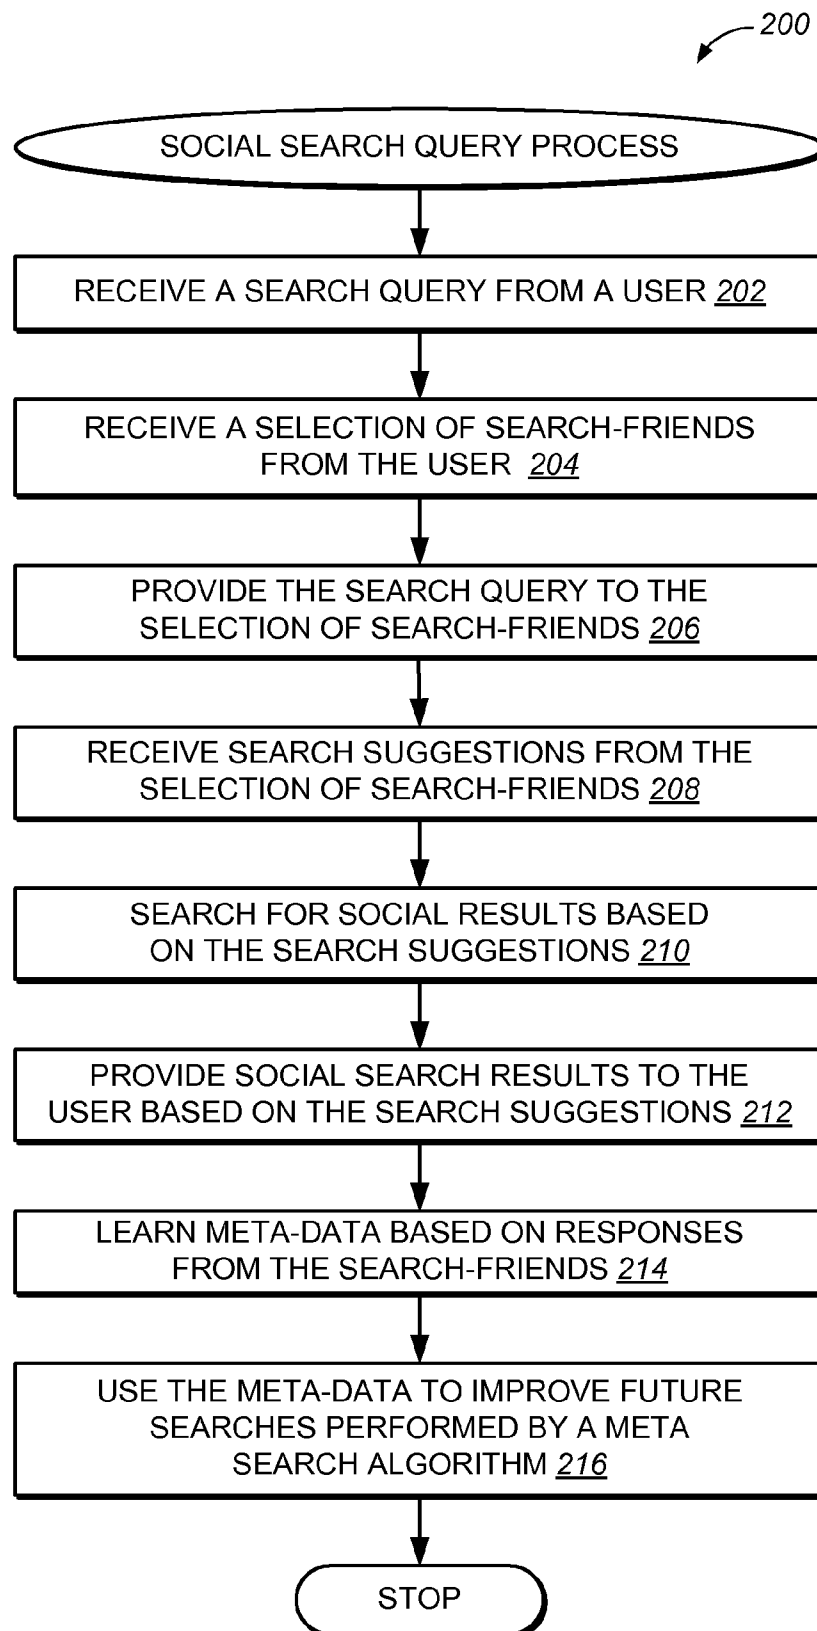 200
SOCIAL SEARCH QUERY PROCESS
RECEIVE A SEARCH QUERY FROM A USER 202
RECEIVE A SELECTION OF SEARCH-FRIENDS
FROM THE USER 204
PROVIDE THE SEARCH QUERY TO THE
SELECTION OF SEARCH-FRIENDS 206
RECEIVE SEARCH SUGGESTIONS FROM THE
SELECTION OF SEARCH-FRIENDS 208
SEARCH FOR SOCIAL RESULTS BASED
ON THE SEARCH SUGGESTIONS 210
PROVIDE SOCIAL SEARCH RESULTS TO THE
USER BASED ON THE SEARCH SUGGESTIONS 212
LEARN META-DATA BASED ON RESPONSES
FROM THE SEARCH-FRIENDS 214
USE THE META-DATA TO IMPROVE FUTURE
SEARCHES PERFORMED BY A META
SEARCH ALGORITHM 216
STOP